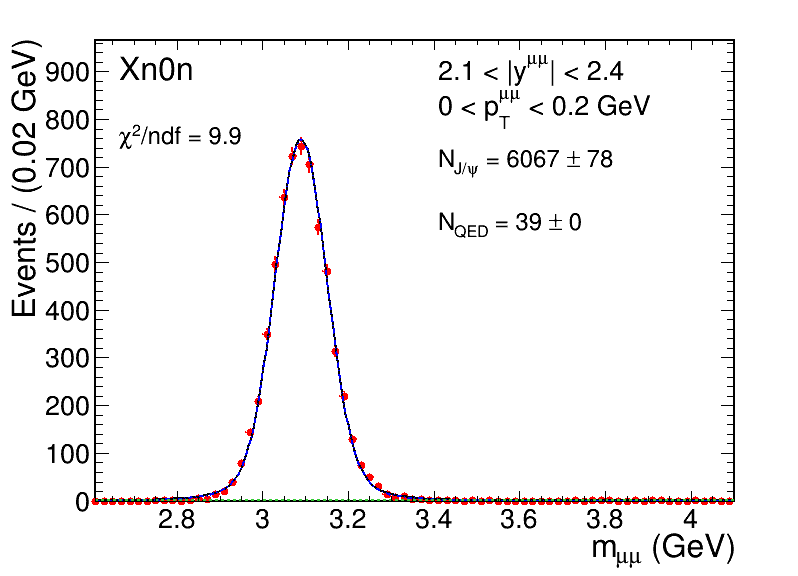 Xn0n
2.1 < |y^μμ| < 2.4
0 < p_T^μμ < 0.2 GeV
χ²/ndf = 9.9
N_J/ψ = 6067 ± 78
N_QED = 39 ± 0
Events / (0.02 GeV)
900
800
700
600
500
400
300
200
100
0
2.8 3 3.2 3.4 3.6 3.8 4
m_μμ (GeV)